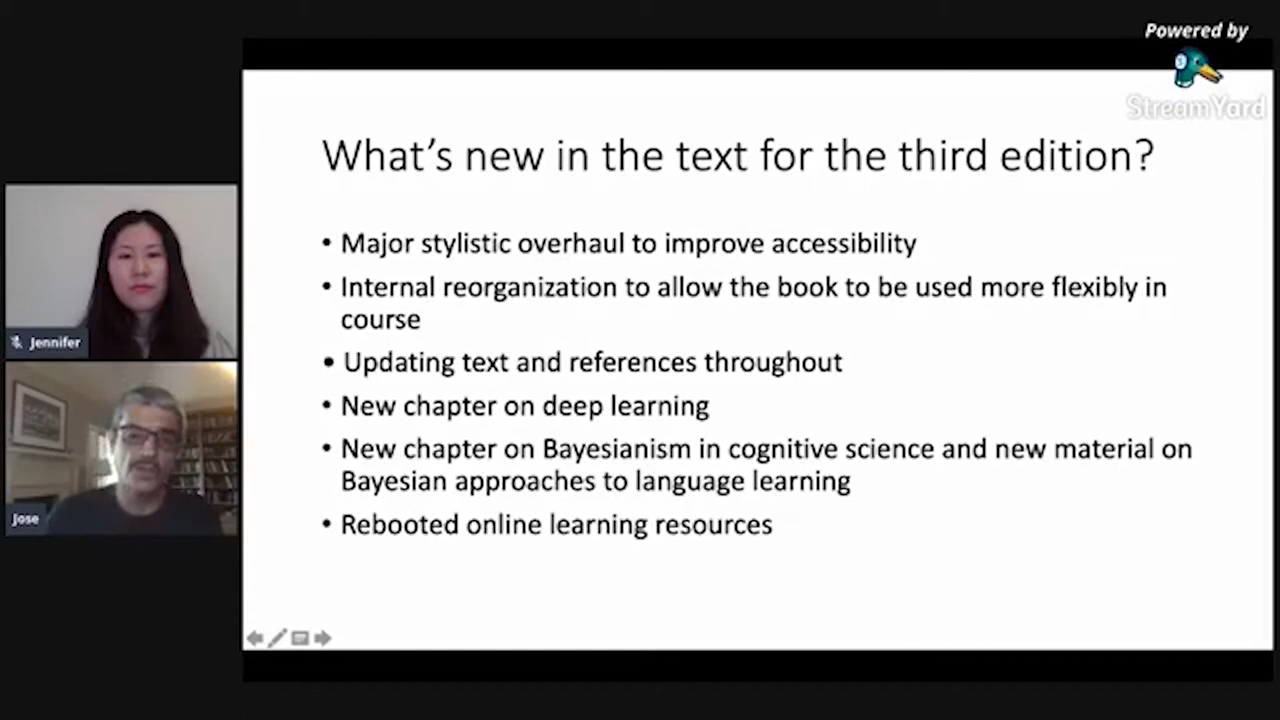 Powered by
StreamYard
What's new in the text for the third edition?
• Major stylistic overhaul to improve accessibility
• Internal reorganization to allow the book to be used more flexibly in
course
• Updating text and references throughout
• New chapter on deep learning
• New chapter on Bayesianism in cognitive science and new material on
Bayesian approaches to language learning
• Rebooted online learning resources
Jennifer
Jose